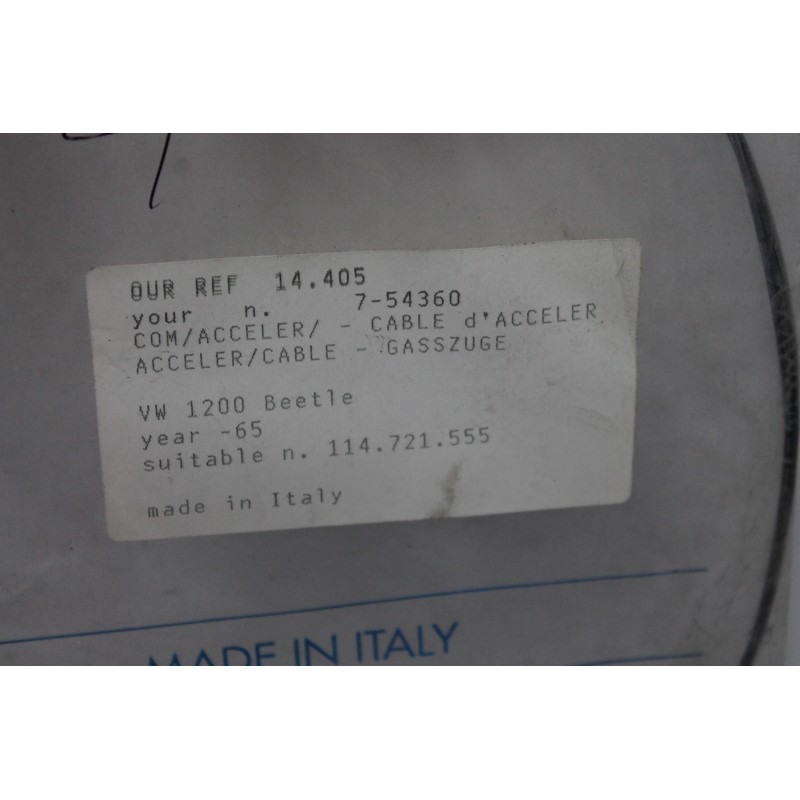 OUR REF 14.405
your n. 7-54360
COM/ACCELER/ - CABLE d'ACCELER
ACCELER/CABLE - GASSZUGE
VW 1200 Beetle
year -65
suitable n. 114.721.555
made in Italy
MADE IN ITALY